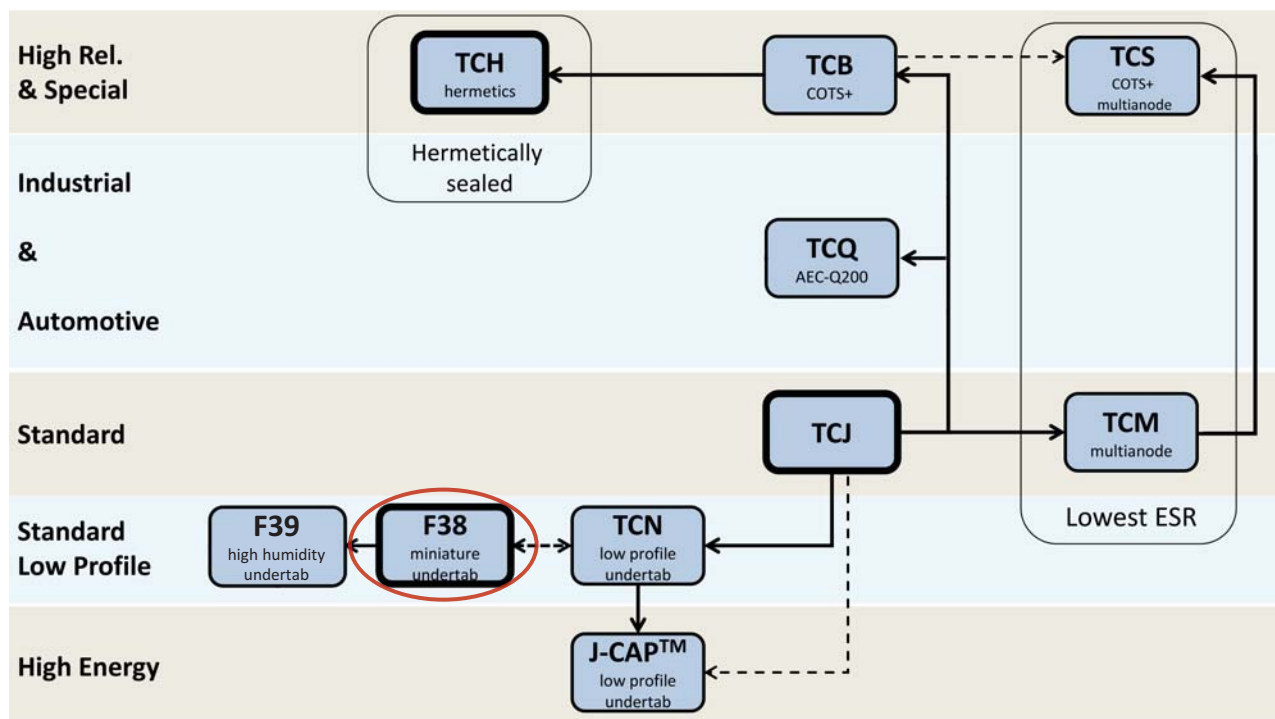 High Rel.
& Special
TCH
hermetics
Hermetically
sealed
TCB
COTS+
TCS
COTS+
multianode
Industrial
&
Automotive
TCQ
AEC-Q200
Standard
TCJ
TCM
multianode
Lowest ESR
Standard
Low Profile
F39
high humidity
undertab
F38
miniature
undertab
TCN
low profile
undertab
High Energy
J-CAP™
low profile
undertab